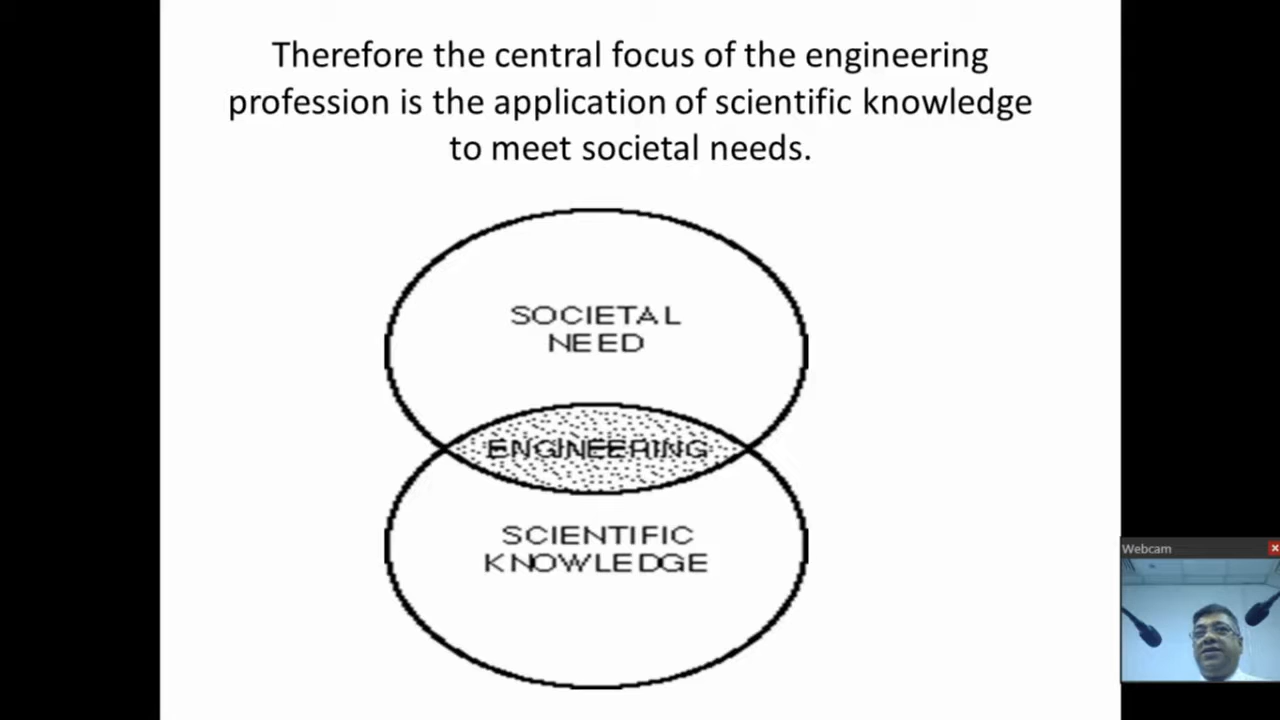 Therefore the central focus of the engineering
profession is the application of scientific knowledge
to meet societal needs.
SOCIETAL
NEED
ENGINEERING
SCIENTIFIC
KNOWLEDGE
Webcam